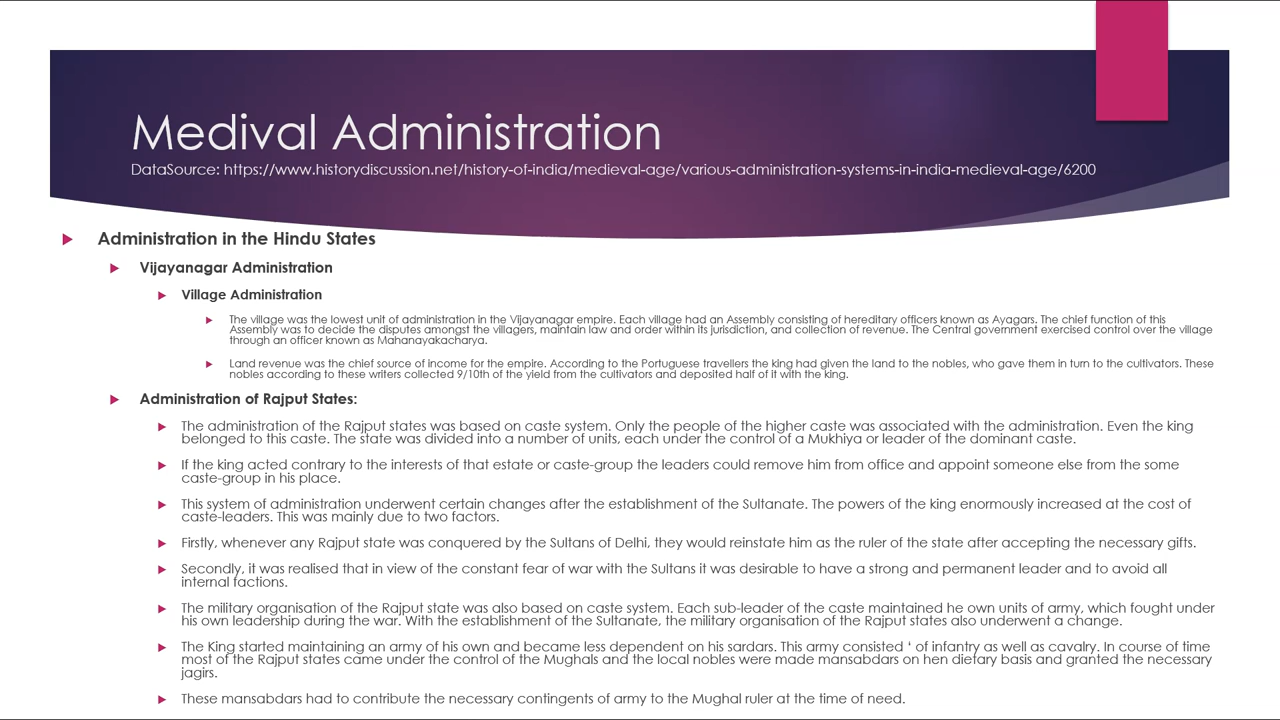 Medival Administration
DataSource: https://www.historydiscussion.net/history-of-india/medieval-age/various-administration-systems-in-india-medieval-age/6200
Administration in the Hindu States
Vijayanagar Administration
Village Administration
The village was the lowest unit of administration in the Vijayanagar empire. Each village had an Assembly consisting of hereditary officers known as Ayagars. The chief function of this
Assembly was to decide the disputes amongst the villagers, maintain law and order within its jurisdiction, and collection of revenue. The Central government exercised control over the village
through an officer known as Mahanayakacharya.
Land revenue was the chief source of income for the empire. According to the Portuguese travellers the king had given the land to the nobles, who gave them in turn to the cultivators. These
nobles according to these writers collected 9/10th of the yield from the cultivators and deposited half of it with the king.
Administration of Rajput States:
The administration of the Rajput states was based on caste system. Only the people of the higher caste was associated with the administration. Even the king
belonged to this caste. The state was divided into a number of units, each under the control of a Mukhiya or leader of the dominant caste.
If the king acted contrary to the interests of that estate or caste-group the leaders could remove him from office and appoint someone else from the some
caste-group in his place.
This system of administration underwent certain changes after the establishment of the Sultanate. The powers of the king enormously increased at the cost of
caste-leaders. This was mainly due to two factors.
Firstly, whenever any Rajput state was conquered by the Sultans of Delhi, they would reinstate him as the ruler of the state after accepting the necessary gifts.
Secondly, it was realised that in view of the constant fear of war with the Sultans it was desirable to have a strong and permanent leader and to avoid all
internal factions.
The military organisation of the Rajput state was also based on caste system. Each sub-leader of the caste maintained he own units of army, which fought under
his own leadership during the war. With the establishment of the Sultanate, the military organisation of the Rajput states also underwent a change.
The King started maintaining an army of his own and became less dependent on his sardars. This army consisted ‘ of infantry as well as cavalry. In course of time
most of the Rajput states came under the control of the Mughals and the local nobles were made mansabdars on hen dietary basis and granted the necessary
jagirs.
These mansabdars had to contribute the necessary contingents of army to the Mughal ruler at the time of need.